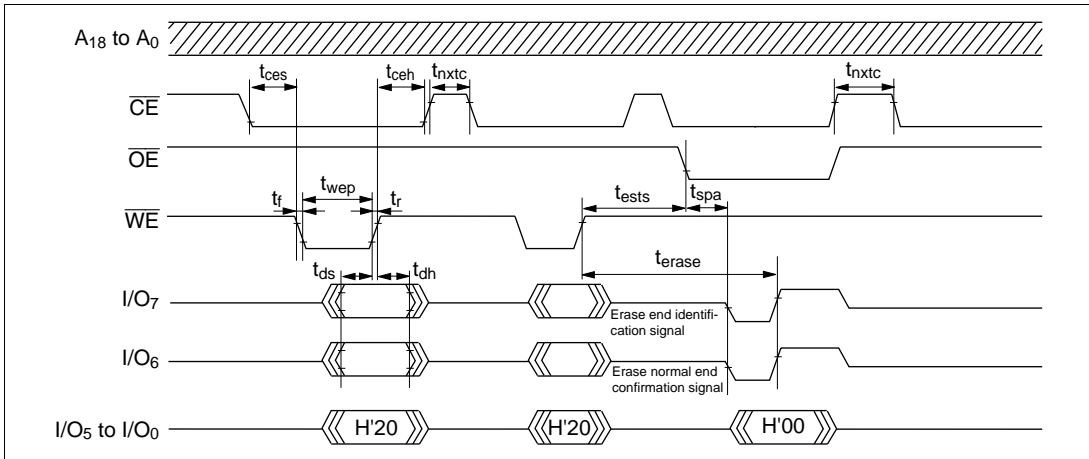 A18 to A0
tces
tceh
tnxtc
tnxtc
CE
OE
tf
twep
tr
tests
tspa
WE
tds
tdh
terase
I/O7
Erase end identifi-
cation signal
I/O6
Erase normal end
confirmation signal
I/O5 to I/O0
H'20
H'20
H'00